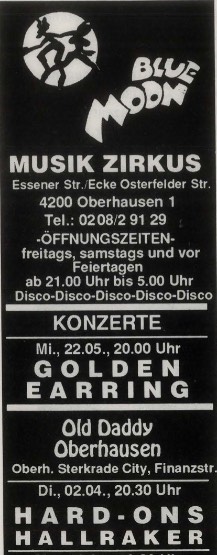 BLUE
MOON
MUSIK ZIRKUS
Essener Str./Ecke Osterfelder Str.
4200 Oberhausen 1
Tel.: 02 08/2 91 29
-ÖFFNUNGSZEITEN-
freitags, samstags und vor
Feiertagen
ab 21.00 Uhr bis 5.00 Uhr
Disco-Disco-Disco-Disco-Disco
KONZERTE
Mi., 22.05., 20.00 Uhr
GOLDEN
EARRING
Old Daddy
Oberhausen
Oberh. Sterkrade City, Finanzstr.
Di., 02.04., 20.30 Uhr
HARD-ONS
HALLRAKER